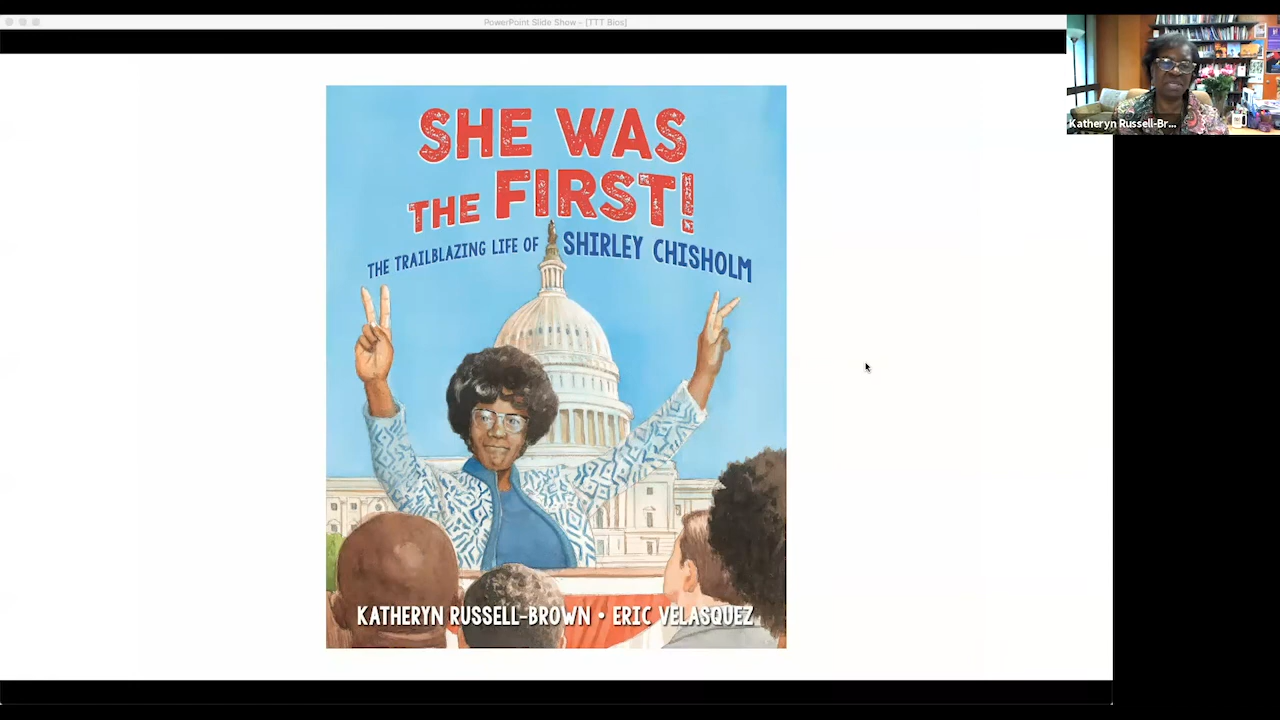 PowerPoint Slide Show – [TTT Bios]
SHE WAS
THE FIRST!
THE TRAILBLAZING LIFE OF SHIRLEY CHISHOLM
KATHERYN RUSSELL-BROWN • ERIC VELASQUEZ
Katheryn Russell-Br...